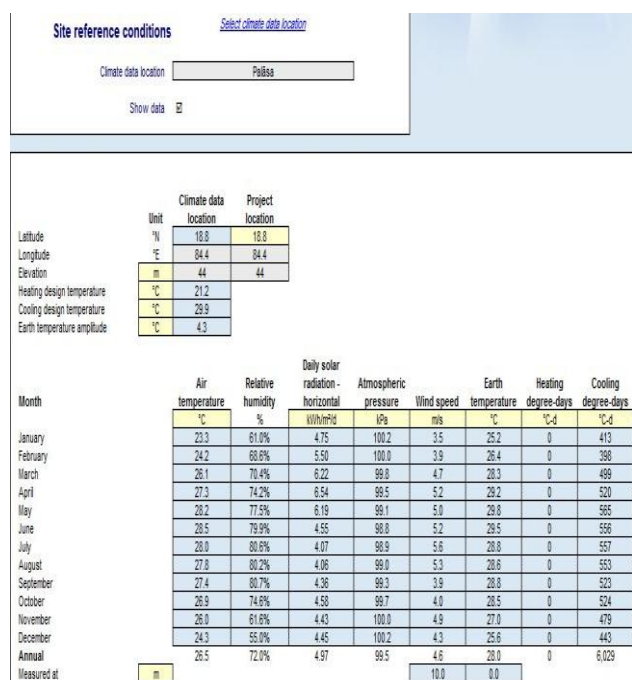 Site reference conditions
Select climate data location
Climate data location Palāsa
Show data
Climate data Project
Unit location location
Latitude °N 18.8 18.8
Longitude °E 84.4 84.4
Elevation m 44 44
Heating design temperature °C 21.2
Cooling design temperature °C 29.9
Earth temperature amplitude °C 4.3
Daily solar
Air Relative radiation - Atmospheric Earth Heating Cooling
Month temperature humidity horizontal pressure Wind speed temperature degree-days degree-days
°C % kWh/m²/d kPa m/s °C °C-d °C-d
January 23.3 61.0% 4.75 100.2 3.5 25.2 0 413
February 24.2 68.6% 5.50 100.0 3.9 26.4 0 398
March 26.1 70.4% 6.22 99.8 4.7 28.3 0 499
April 27.3 74.2% 6.54 99.5 5.2 29.2 0 520
May 28.2 77.5% 6.19 99.1 5.0 29.8 0 565
June 28.5 79.9% 4.55 98.8 5.2 29.5 0 556
July 28.0 80.6% 4.07 98.9 5.6 28.8 0 557
August 27.8 80.2% 4.06 99.0 5.3 28.6 0 553
September 27.4 80.7% 4.36 99.3 3.9 28.8 0 523
October 26.9 74.6% 4.58 99.7 4.0 28.5 0 524
November 26.0 61.6% 4.43 100.0 4.9 27.0 0 479
December 24.3 55.0% 4.45 100.2 4.3 25.6 0 443
Annual 26.5 72.0% 4.97 99.5 4.6 28.0 0 6,029
Measured at m 10.0 0.0